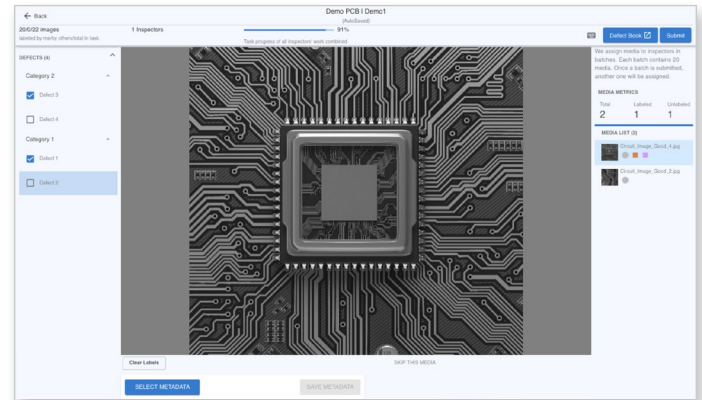 ← Back
Demo PCB | Demo1
(AutoSaved)
20/0/22 images
labeled by me/by others/total in task
1 Inspectors
91%
Task progress of all inspectors' work combined
Defect Book
Submit
DEFECTS (4)
Category 2
Defect 3
Defect 4
Category 1
Defect 1
Defect 2
We assign media to inspectors in
batches. Each batch contains 20
media. Once a batch is submitted,
another one will be assigned.
MEDIA METRICS
Total
Labeled
Unlabeled
2
1
1
MEDIA LIST (3)
Circuit_Image_Good_4.jpg
Circuit_Image_Good_2.jpg
Clear Labels
SKIP THIS MEDIA
SELECT METADATA
SAVE METADATA